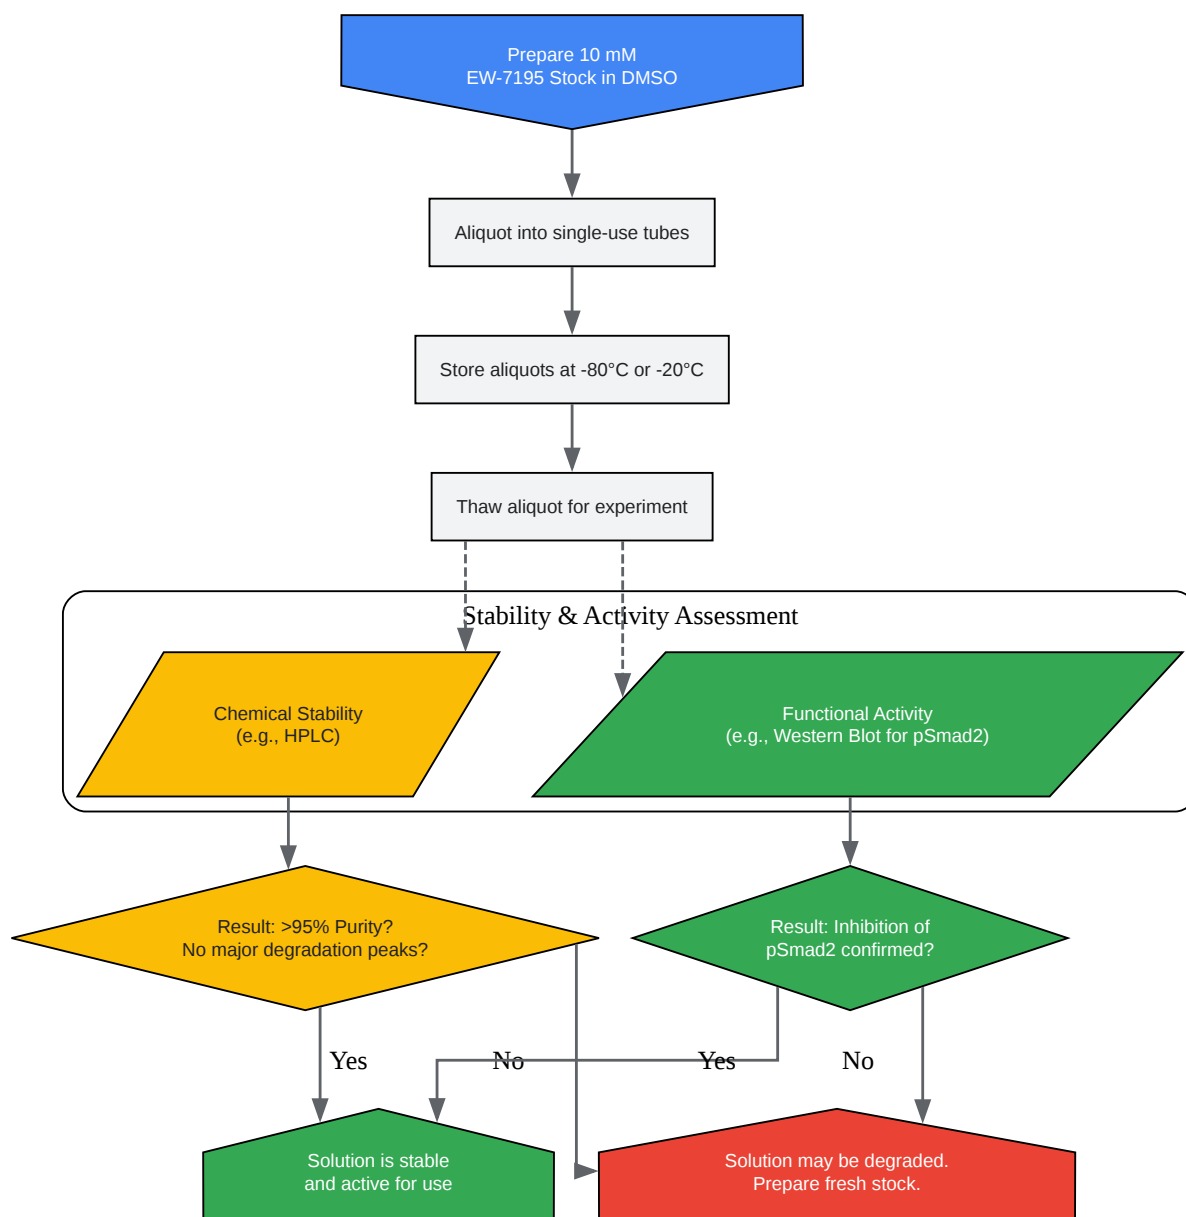 Prepare 10 mM
EW-7195 Stock in DMSO
Aliquot into single-use tubes
Store aliquots at -80°C or -20°C
Thaw aliquot for experiment
Stability & Activity Assessment
Chemical Stability
(e.g., HPLC)
Functional Activity
(e.g., Western Blot for pSmad2)
Result: >95% Purity?
No major degradation peaks?
Result: Inhibition of
pSmad2 confirmed?
Yes
No
Yes
No
Solution is stable
and active for use
Solution may be degraded.
Prepare fresh stock.